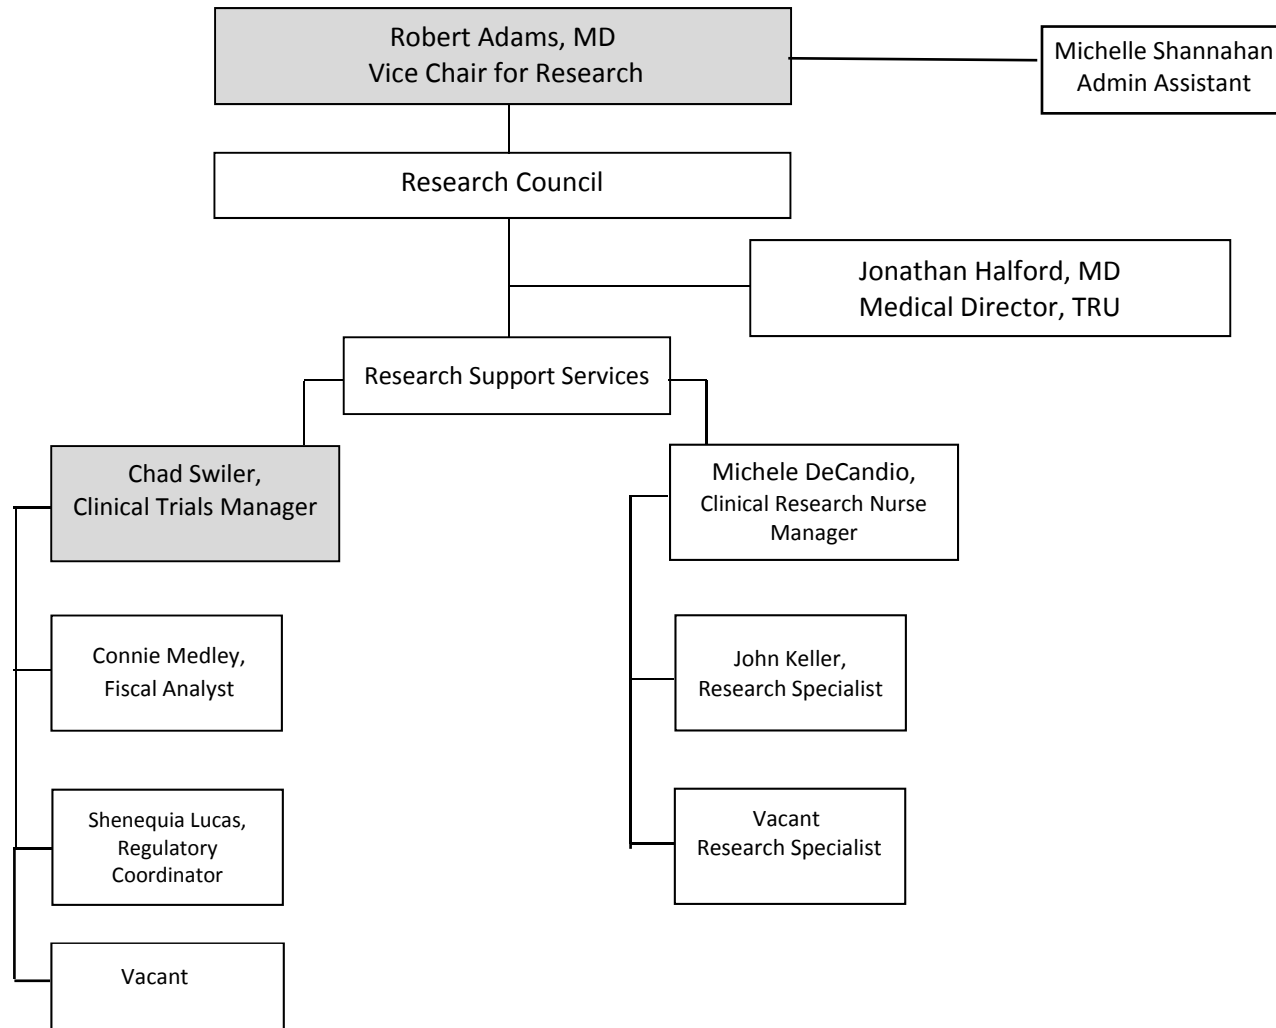 Robert Adams, MD
Vice Chair for Research
Michelle Shannahan
Admin Assistant
Research Council
Jonathan Halford, MD
Medical Director, TRU
Research Support Services
Chad Swiler,
Clinical Trials Manager
Michele DeCandio,
Clinical Research Nurse
Manager
Connie Medley,
Fiscal Analyst
John Keller,
Research Specialist
Shenequia Lucas,
Regulatory
Coordinator
Vacant
Research Specialist
Vacant